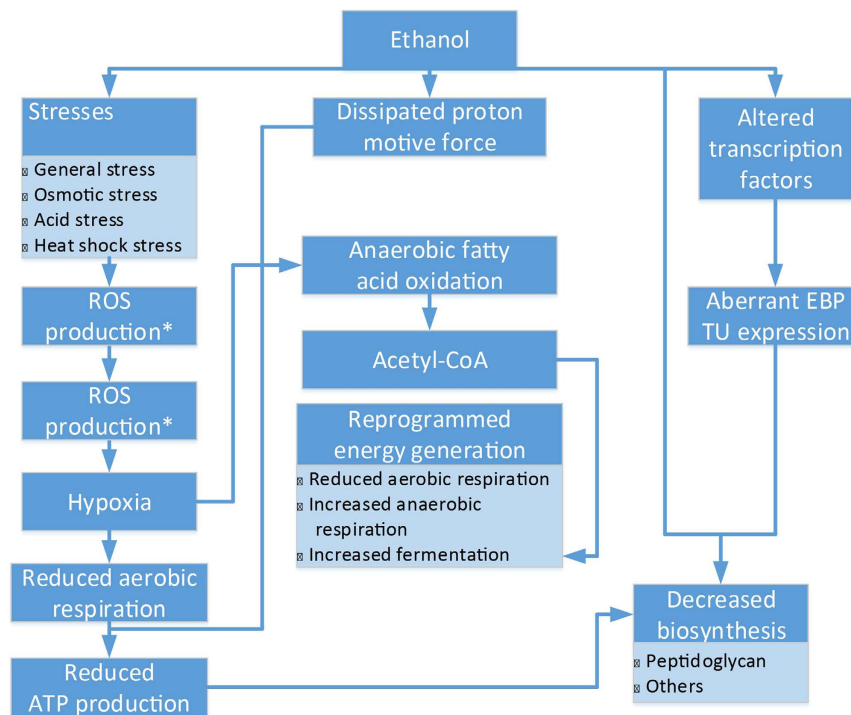 Ethanol
Stresses
General stress
Osmotic stress
Acid stress
Heat shock stress
ROS
production*
ROS
production*
Hypoxia
Reduced aerobic
respiration
Reduced
ATP production
Dissipated proton
motive force
Anaerobic fatty
acid oxidation
Acetyl-CoA
Reprogrammed
energy generation
Reduced aerobic respiration
Increased anaerobic
respiration
Increased fermentation
Altered
transcription
factors
Aberrant EBP
TU expression
Decreased
biosynthesis
Peptidoglycan
Others